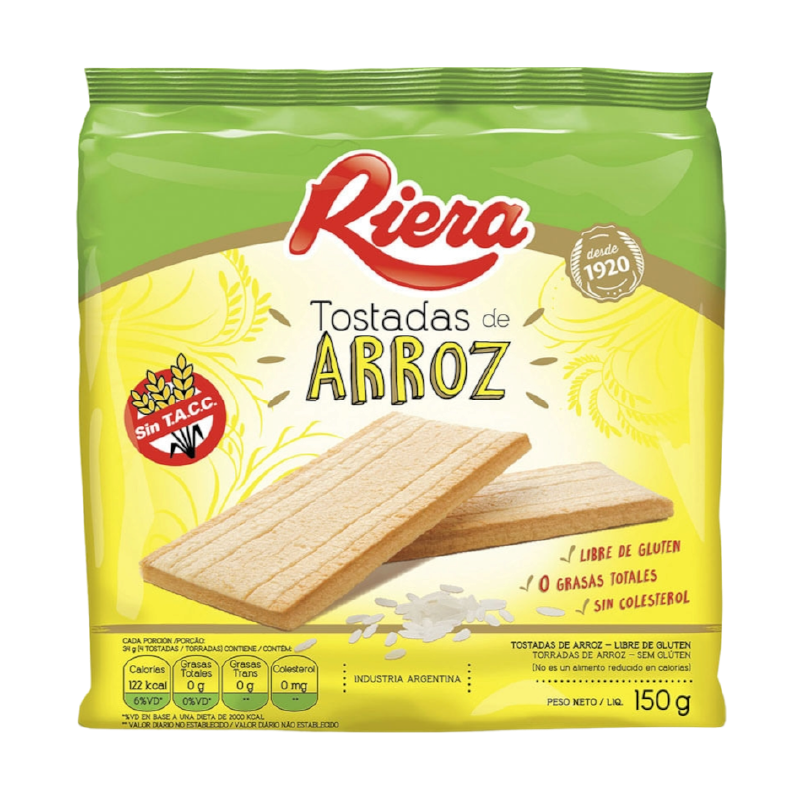 Riera
desde
1920
Tostadas de
ARROZ
Sin T.A.C.C.
LIBRE DE GLUTEN
0 GRASAS TOTALES
SIN COLESTEROL
CADA PORCIÓN /PORCÃO:
34 g (4 TOSTADAS / TORRADAS) CONTIENE / CONTÉM:
Calorías
122 kcal
6%VD*
Grasas
Totales
0 g
0%VD*
Grasas
Trans
0 g
--
Colesterol
0 mg
--
*%VD EN BASE A UNA DIETA DE 2000 KCAL
** VALOR DIARIO NO ESTABLECIDO / VALOR DIÁRIO NÃO ESTABLECIDO
INDUSTRIA ARGENTINA
TOSTADAS DE ARROZ – LIBRE DE GLUTEN
TORRADAS DE ARROZ – SEM GLÚTEN
(No es un alimento reducido en calorías)
PESO NETO / LIQ. 150 g